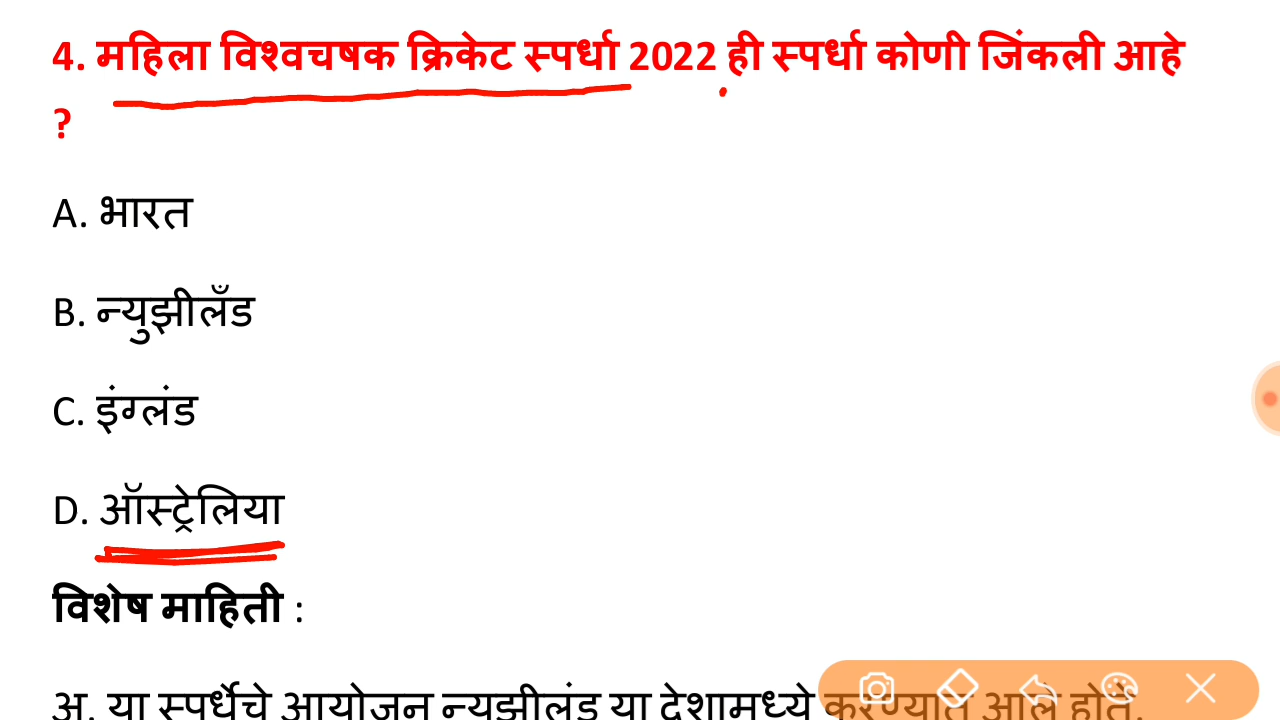 4. महिला विश्वचषक क्रिकेट स्पर्धा 2022 ही स्पर्धा कोणी जिंकली आहे
?
A. भारत
B. न्युझीलँड
C. इंग्लंड
D. ऑस्ट्रेलिया
विशेष माहिती :
अ. या स्पर्धेचे आयोजन न्युझीलंड या देशामध्ये करण्यात आले होते.